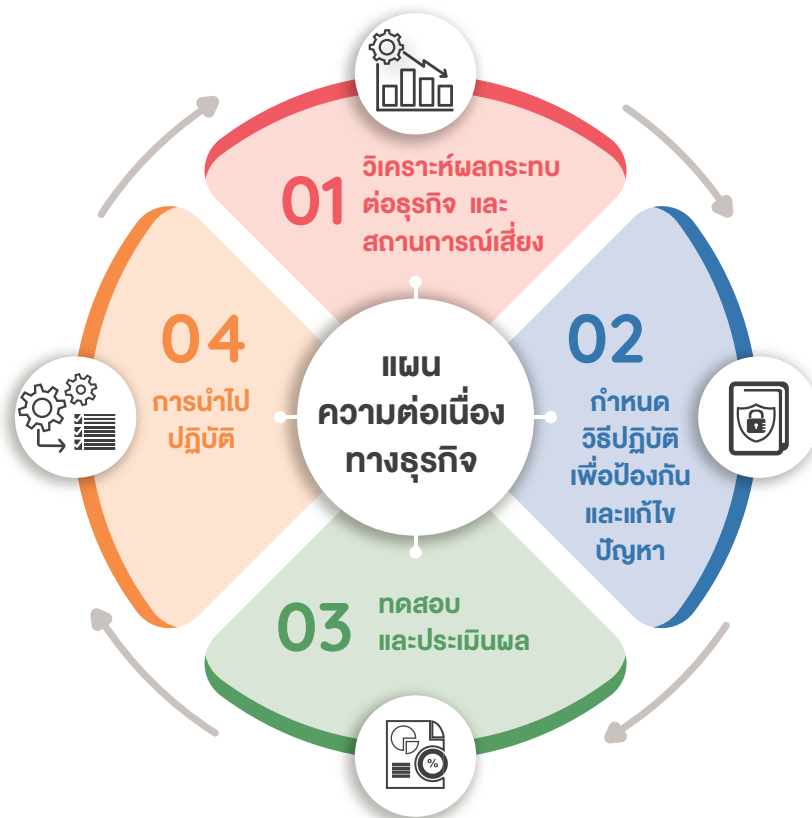 01
วิเคราะห์ผลกระทบ
ต่อธุรกิจ และ
สถานการณ์เสี่ยง
02
กำหนด
วิธีปฏิบัติ
เพื่อป้องกัน
และแก้ไข
ปัญหา
03
ทดสอบ
และประเมินผล
%
04
การนำไป
ปฏิบัติ
แผน
ความต่อเนื่อง
ทางธุรกิจ